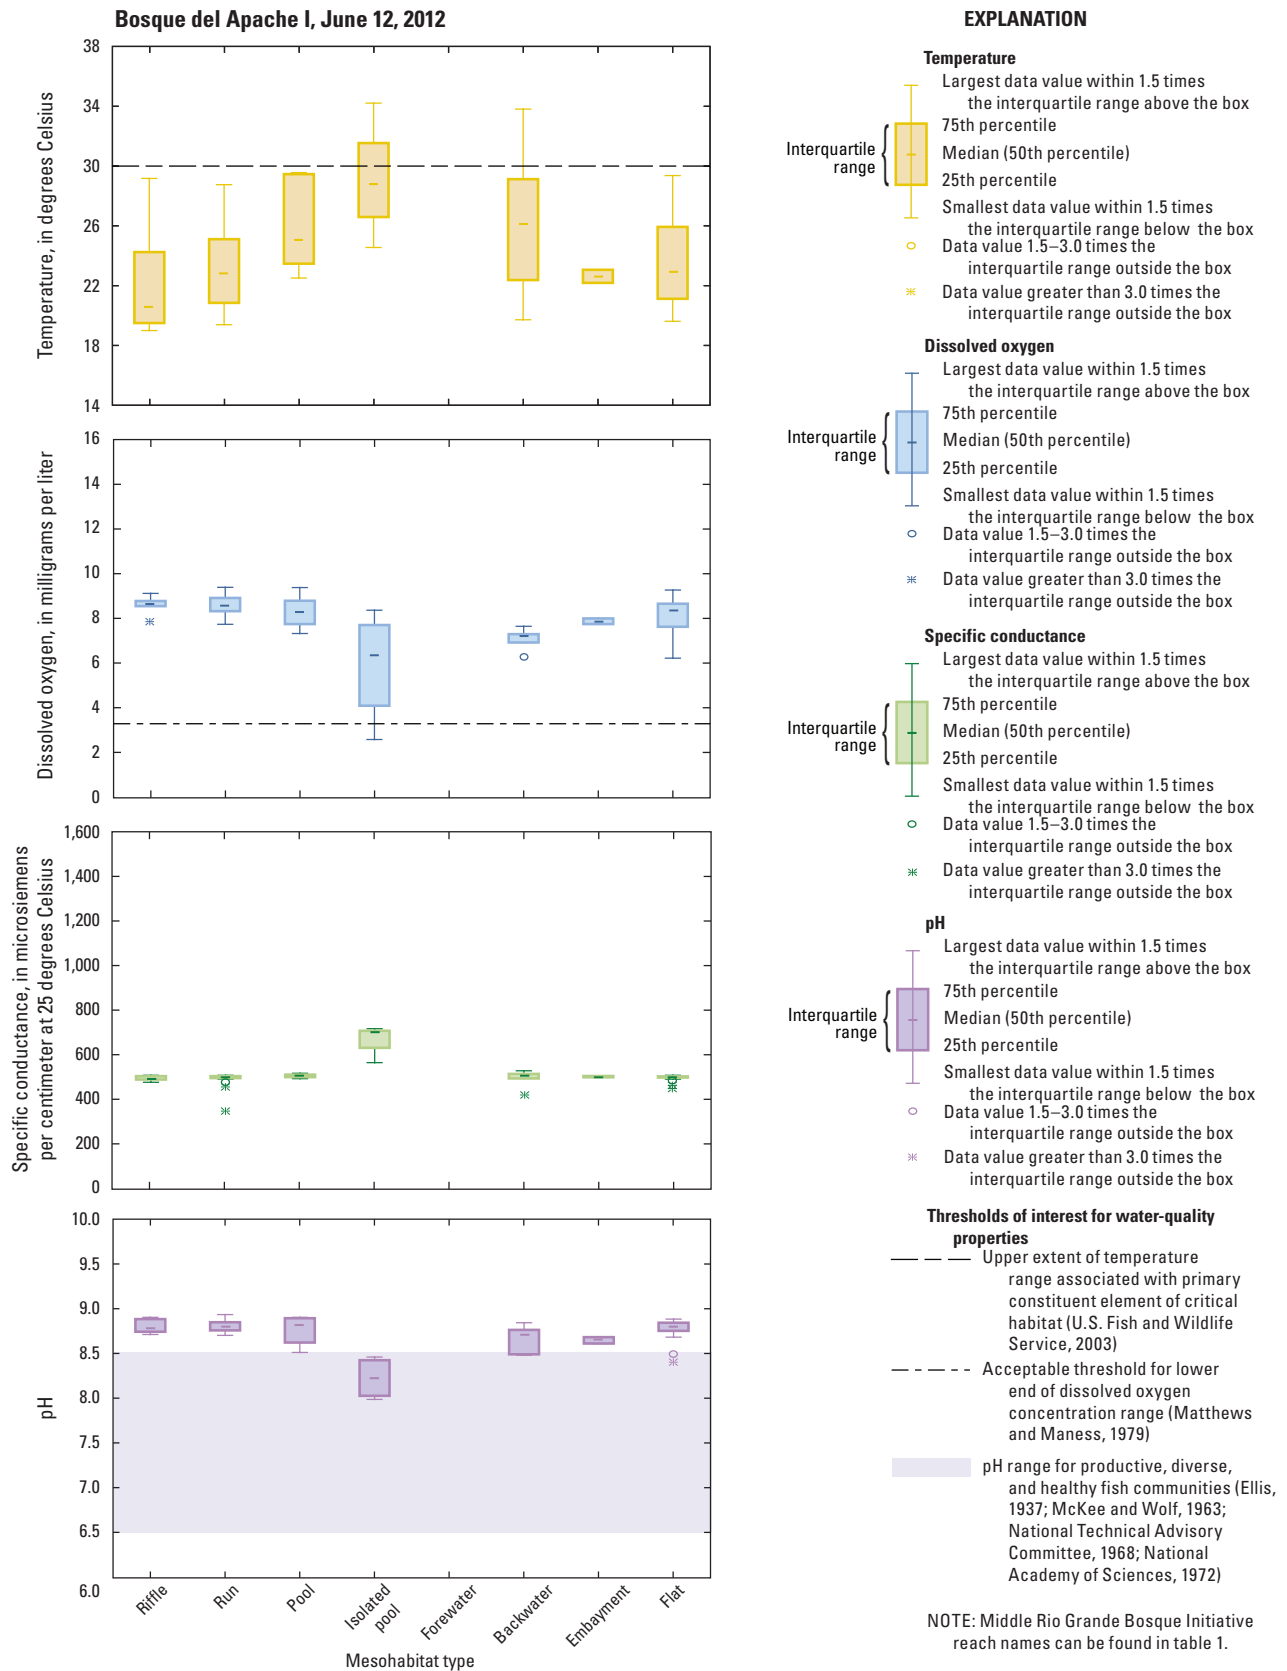 Bosque del Apache I, June 12, 2012
Temperature, in degrees Celsius
38
34
30
26
22
18
14
Dissolved oxygen, in milligrams per liter
16
14
12
10
8
6
4
2
0
Specific conductance, in microsiemens
per centimeter at 25 degrees Celsius
1,600
1,400
1,200
1,000
800
600
400
200
0
pH
10.0
9.5
9.0
8.5
8.0
7.5
7.0
6.5
6.0
Riffle
Run
Pool
Isolated
pool
Forewater
Backwater
Embayment
Flat
Mesohabitat type
EXPLANATION
Temperature
Largest data value within 1.5 times
the interquartile range above the box
75th percentile
Interquartile
range
Median (50th percentile)
25th percentile
Smallest data value within 1.5 times
the interquartile range below the box
Data value 1.5–3.0 times the
interquartile range outside the box
Data value greater than 3.0 times the
interquartile range outside the box
Dissolved oxygen
Largest data value within 1.5 times
the interquartile range above the box
75th percentile
Interquartile
range
Median (50th percentile)
25th percentile
Smallest data value within 1.5 times
the interquartile range below the box
Data value 1.5–3.0 times the
interquartile range outside the box
Data value greater than 3.0 times the
interquartile range outside the box
Specific conductance
Largest data value within 1.5 times
the interquartile range above the box
75th percentile
Interquartile
range
Median (50th percentile)
25th percentile
Smallest data value within 1.5 times
the interquartile range below the box
Data value 1.5–3.0 times the
interquartile range outside the box
Data value greater than 3.0 times the
interquartile range outside the box
pH
Largest data value within 1.5 times
the interquartile range above the box
75th percentile
Interquartile
range
Median (50th percentile)
25th percentile
Smallest data value within 1.5 times
the interquartile range below the box
Data value 1.5–3.0 times the
interquartile range outside the box
Data value greater than 3.0 times the
interquartile range outside the box
Thresholds of interest for water-quality
properties
Upper extent of temperature
range associated with primary
constituent element of critical
habitat (U.S. Fish and Wildlife
Service, 2003)
Acceptable threshold for lower
end of dissolved oxygen
concentration range (Matthews
and Maness, 1979)
pH range for productive, diverse,
and healthy fish communities (Ellis,
1937; McKee and Wolf, 1963;
National Technical Advisory
Committee, 1968; National
Academy of Sciences, 1972)
NOTE: Middle Rio Grande Bosque Initiative
reach names can be found in table 1.